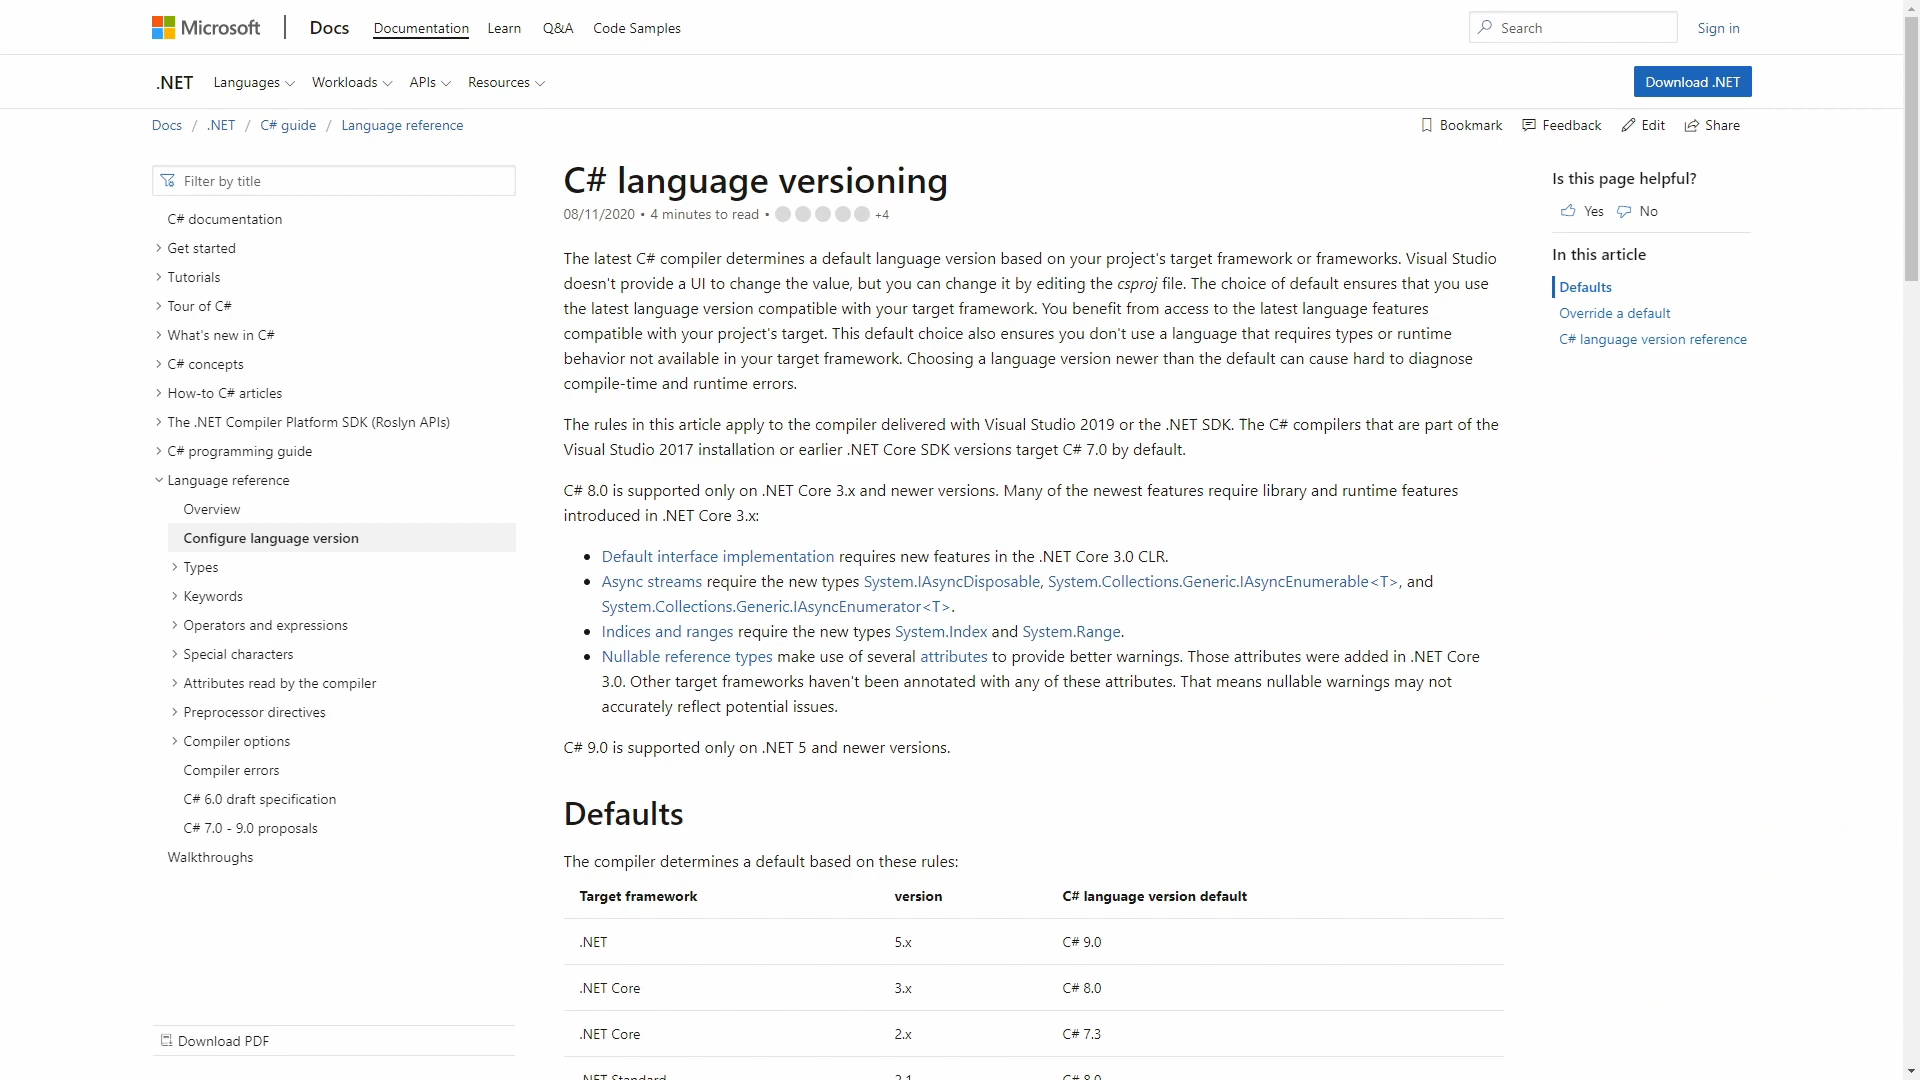 Microsoft
Docs
Documentation
Learn
Q&A
Code Samples
Search
Sign in
.NET
Languages
Workloads
APIs
Resources
Download .NET
Docs / .NET / C# guide / Language reference
Bookmark
Feedback
Edit
Share
Filter by title
C# documentation
Get started
Tutorials
Tour of C#
What's new in C#
C# concepts
How-to C# articles
The .NET Compiler Platform SDK (Roslyn APIs)
C# programming guide
Language reference
Overview
Configure language version
Types
Keywords
Operators and expressions
Special characters
Attributes read by the compiler
Preprocessor directives
Compiler options
Compiler errors
C# 6.0 draft specification
C# 7.0 - 9.0 proposals
Walkthroughs
Download PDF
C# language versioning
08/11/2020 • 4 minutes to read • +4
The latest C# compiler determines a default language version based on your project's target framework or frameworks. Visual Studio
doesn't provide a UI to change the value, but you can change it by editing the csproj file. The choice of default ensures that you use
the latest language version compatible with your target framework. You benefit from access to the latest language features
compatible with your project's target. This default choice also ensures you don't use a language that requires types or runtime
behavior not available in your target framework. Choosing a language version newer than the default can cause hard to diagnose
compile-time and runtime errors.
The rules in this article apply to the compiler delivered with Visual Studio 2019 or the .NET SDK. The C# compilers that are part of the
Visual Studio 2017 installation or earlier .NET Core SDK versions target C# 7.0 by default.
C# 8.0 is supported only on .NET Core 3.x and newer versions. Many of the newest features require library and runtime features
introduced in .NET Core 3.x:
• Default interface implementation requires new features in the .NET Core 3.0 CLR.
• Async streams require the new types System.IAsyncDisposable, System.Collections.Generic.IAsyncEnumerable<T>, and
System.Collections.Generic.IAsyncEnumerator<T>.
• Indices and ranges require the new types System.Index and System.Range.
• Nullable reference types make use of several attributes to provide better warnings. Those attributes were added in .NET Core
3.0. Other target frameworks haven't been annotated with any of these attributes. That means nullable warnings may not
accurately reflect potential issues.
C# 9.0 is supported only on .NET 5 and newer versions.
Defaults
The compiler determines a default based on these rules:
Target framework version C# language version default
.NET 5.x C# 9.0
.NET Core 3.x C# 8.0
.NET Core 2.x C# 7.3
.NET Standard 2.1 C# 8.0
Is this page helpful?
Yes No
In this article
Defaults
Override a default
C# language version reference